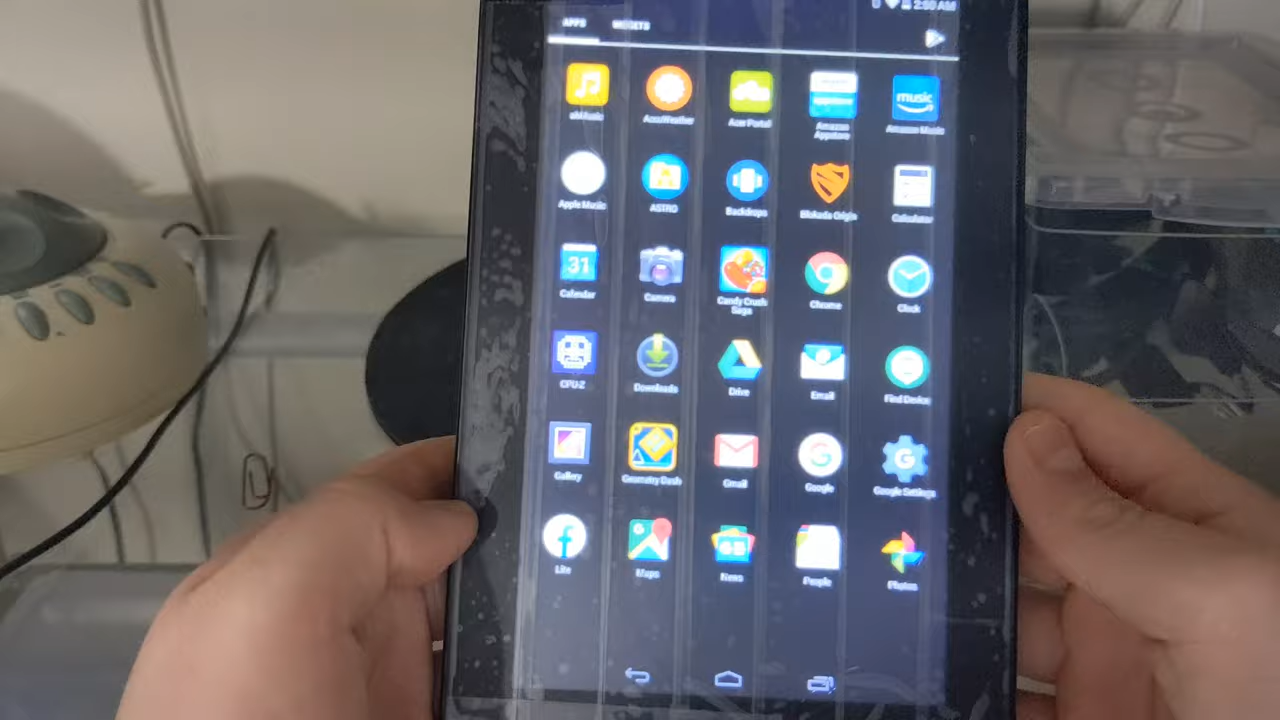 2:50 AM
APPS WIDGETS
AccuWeather Acer Portal Amazon Appstore music Amazon Music
Apple Music ASTRO Backdrops Blokada Origin Calculator
31
Calendar Camera Candy Crush Saga Chrome Clock
CPU-Z Downloads Drive Email Find Device
Gallery Geometry Dash Gmail Google Google Settings
Lite Maps News People Photos